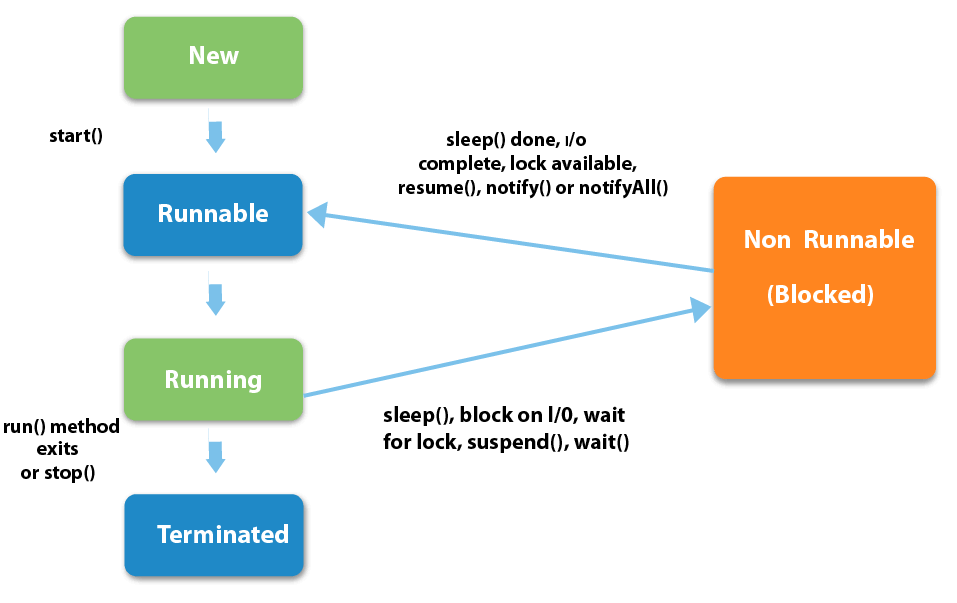 New
start()
sleep() done, I/o
complete, lock available,
resume(), notify() or notifyAll()
Runnable
Non Runnable
(Blocked)
Running
sleep(), block on l/0, wait
for lock, suspend(), wait()
run() method
exits
or stop()
Terminated